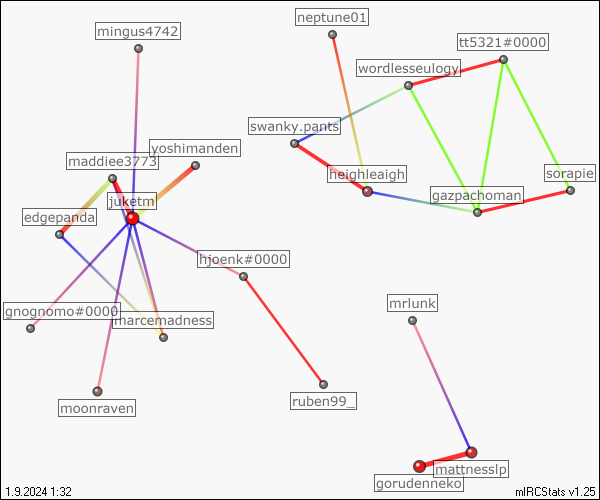 neptune01
mingus4742
tt5321#0000
wordlesseulogy
swanky.pants
yoshimanden
maddiee3773
heighleaigh
sorapie
gazpachoman
juketm
edgepanda
hjoenk#0000
mrlunk
gnognomo#0000
marcemadness
ruben99_
moonraven
mattnesslp
gorudenneko
1.9.2024 1:32
mIRCStats v1.25